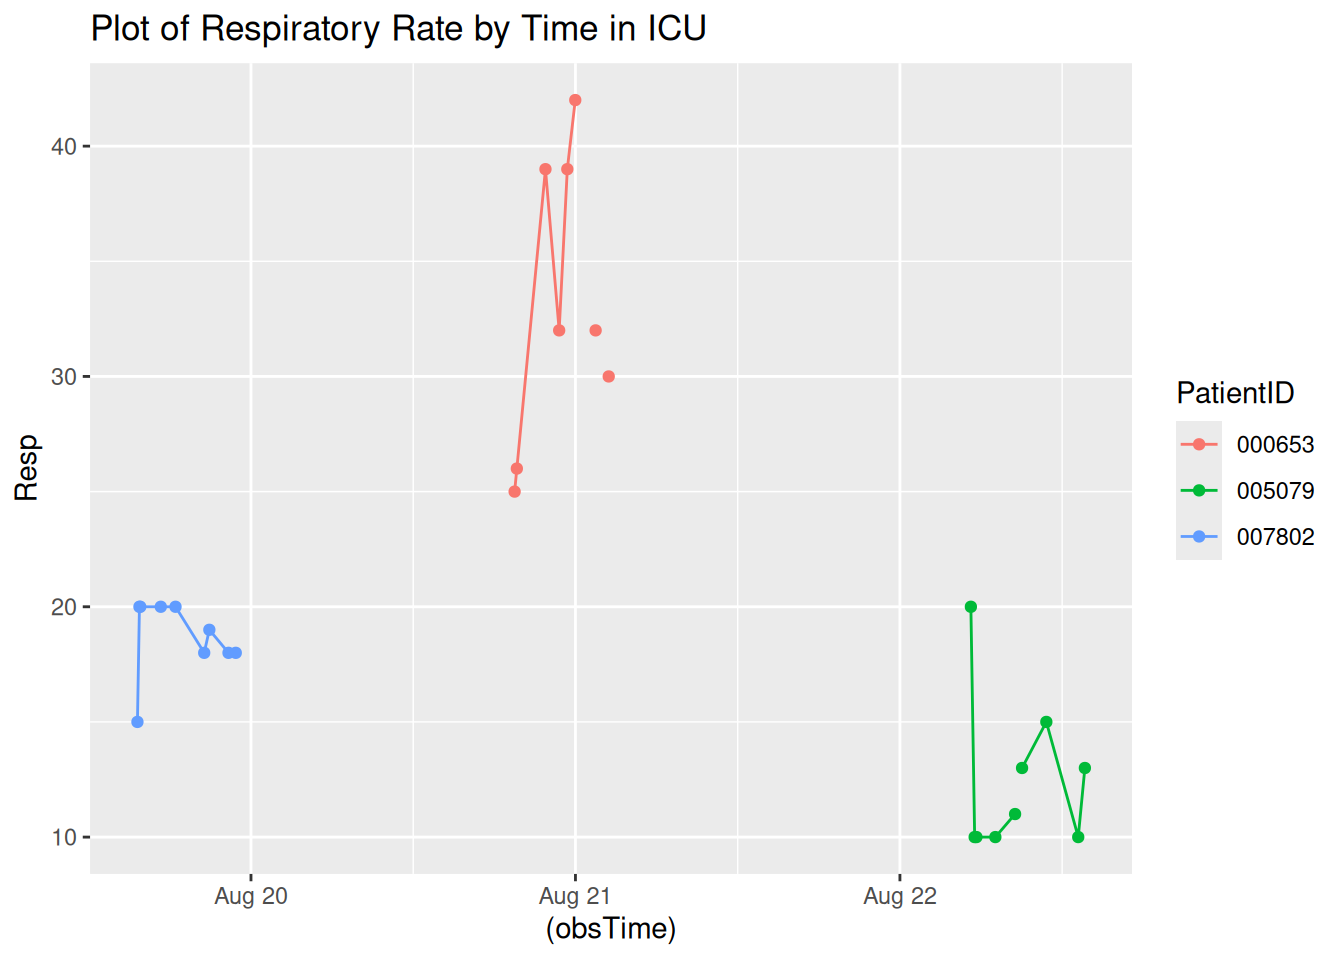 Plot of Respiratory Rate by Time in ICU
40
30
20
10
Resp
Aug 20
Aug 21
Aug 22
(obsTime)
PatientID
000653
005079
007802